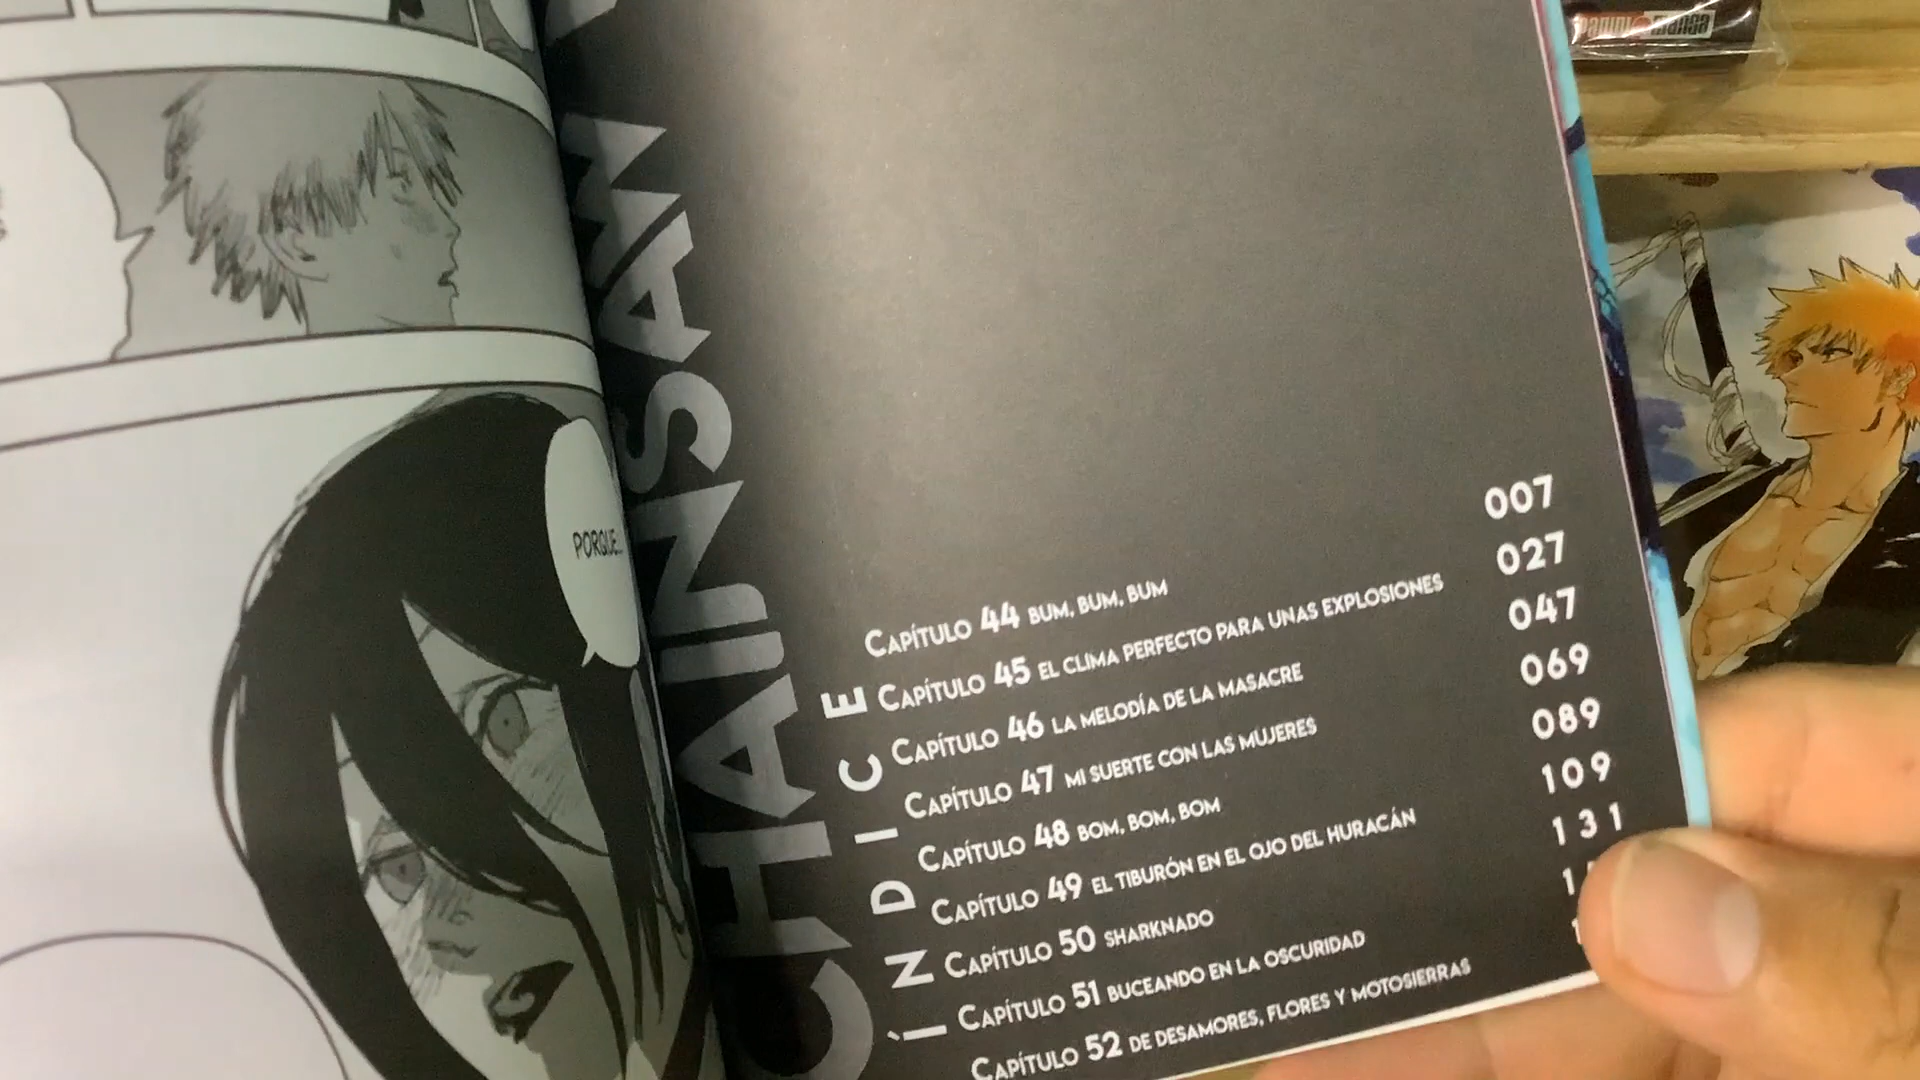 panini manga
PORQUE...
CHAINSAW
ÍNDICE
CAPÍTULO 44 BUM, BUM, BUM 007
CAPÍTULO 45 EL CLIMA PERFECTO PARA UNAS EXPLOSIONES 027
CAPÍTULO 46 LA MELODÍA DE LA MASACRE 047
CAPÍTULO 47 MI SUERTE CON LAS MUJERES 069
CAPÍTULO 48 BOM, BOM, BOM 089
CAPÍTULO 49 EL TIBURÓN EN EL OJO DEL HURACÁN 109
CAPÍTULO 50 SHARKNADO 131
CAPÍTULO 51 BUCEANDO EN LA OSCURIDAD
CAPÍTULO 52 DE DESAMORES, FLORES Y MOTOSIERRAS